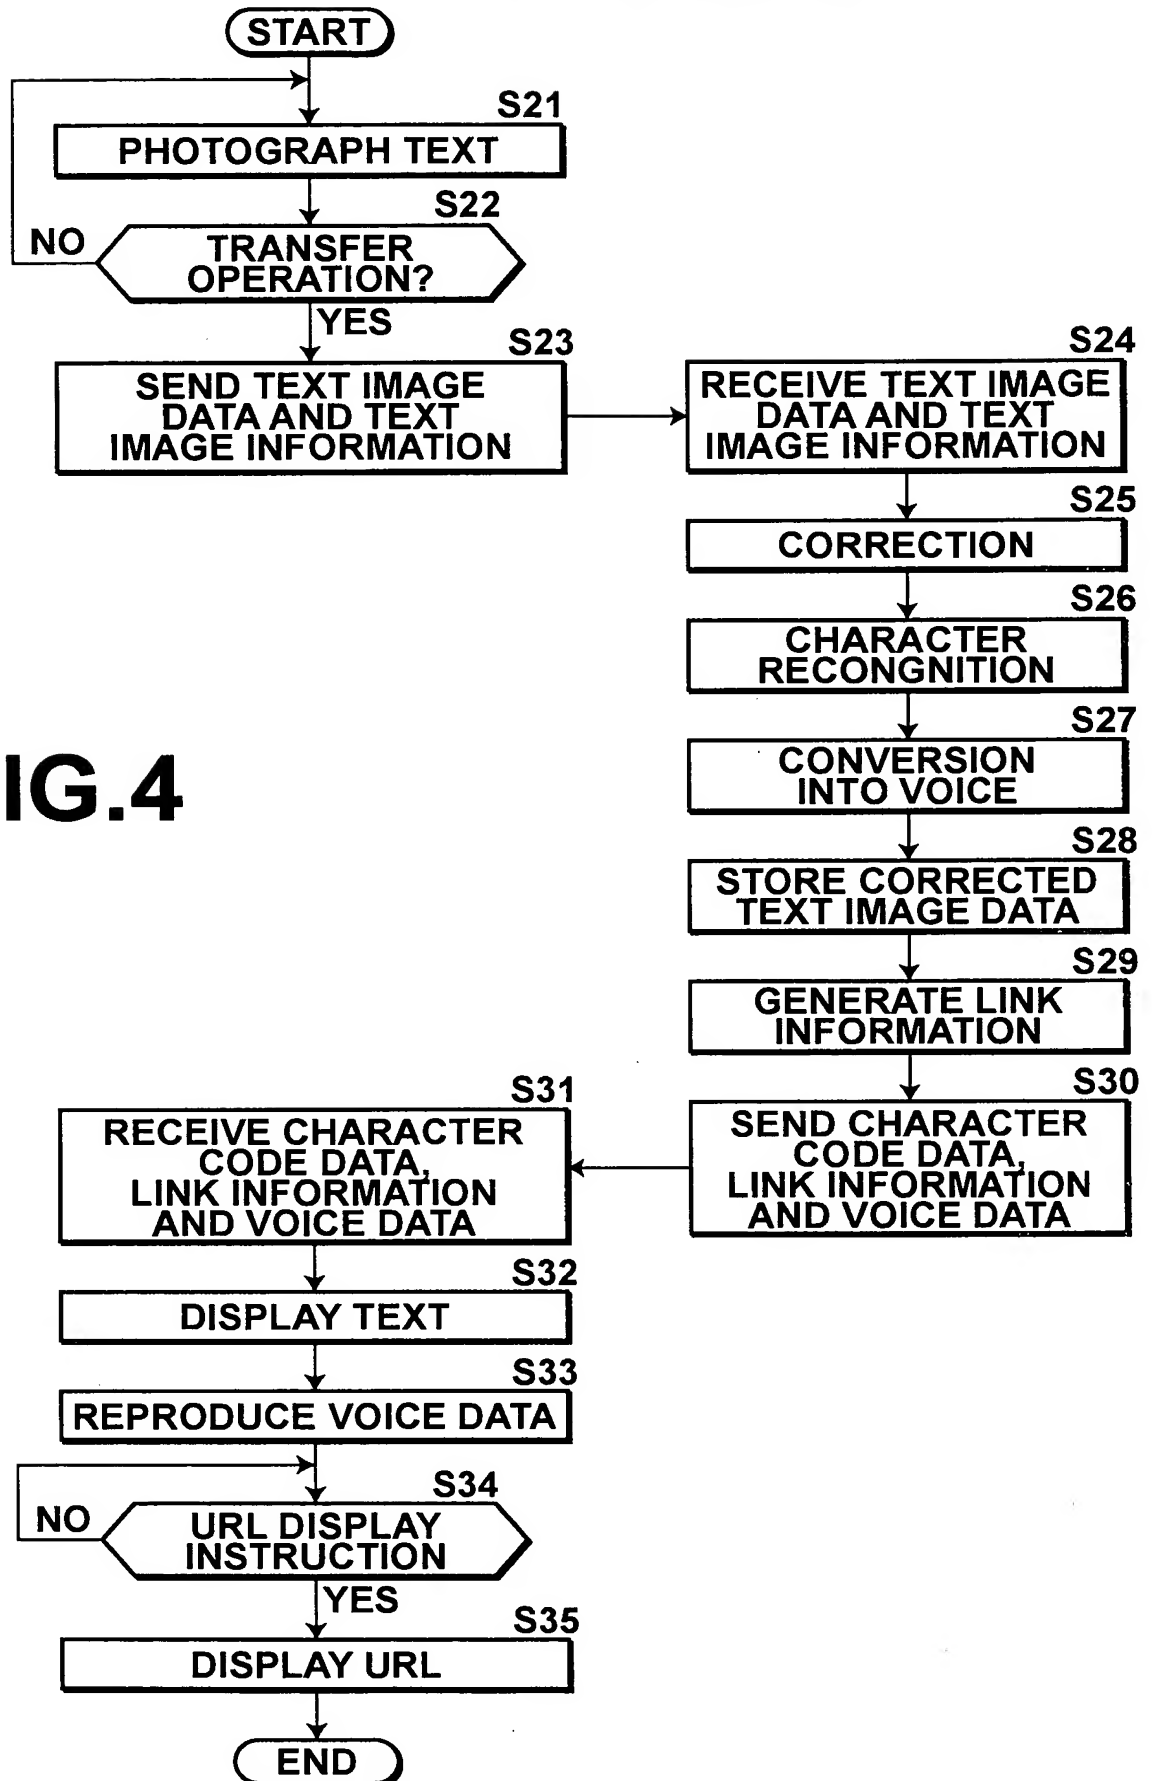 START
S21
PHOTOGRAPH TEXT
S22
NO
TRANSFER
OPERATION?
YES
S23
SEND TEXT IMAGE
DATA AND TEXT
IMAGE INFORMATION
S24
RECEIVE TEXT IMAGE
DATA AND TEXT
IMAGE INFORMATION
S25
CORRECTION
S26
CHARACTER
RECONGNITION
S27
CONVERSION
INTO VOICE
IG.4
S28
STORE CORRECTED
TEXT IMAGE DATA
S29
GENERATE LINK
INFORMATION
S30
SEND CHARACTER
CODE DATA,
LINK INFORMATION
AND VOICE DATA
S31
RECEIVE CHARACTER
CODE DATA,
LINK INFORMATION
AND VOICE DATA
S32
DISPLAY TEXT
S33
REPRODUCE VOICE DATA
S34
NO
URL DISPLAY
INSTRUCTION
YES
S35
DISPLAY URL
END